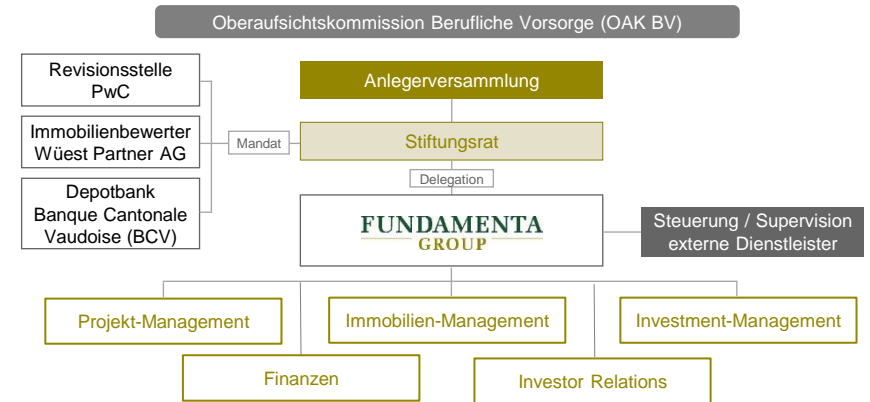 Oberaufsichtskommission Berufliche Vorsorge (OAK BV)
Revisionsstelle
PwC
Immobilienbewerter
Wüest Partner AG
Depotbank
Banque Cantonale
Vaudoise (BCV)
Mandat
Anlegerversammlung
Stiftungsrat
Delegation
FUNDAMENTA
GROUP
Steuerung / Supervision
externe Dienstleister
Projekt-Management
Immobilien-Management
Investment-Management
Finanzen
Investor Relations